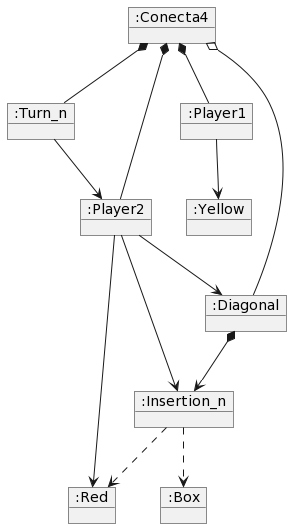 :Conecta4
:Turn_n
:Player1
:Player2
:Yellow
:Diagonal
:Insertion_n
:Red
:Box